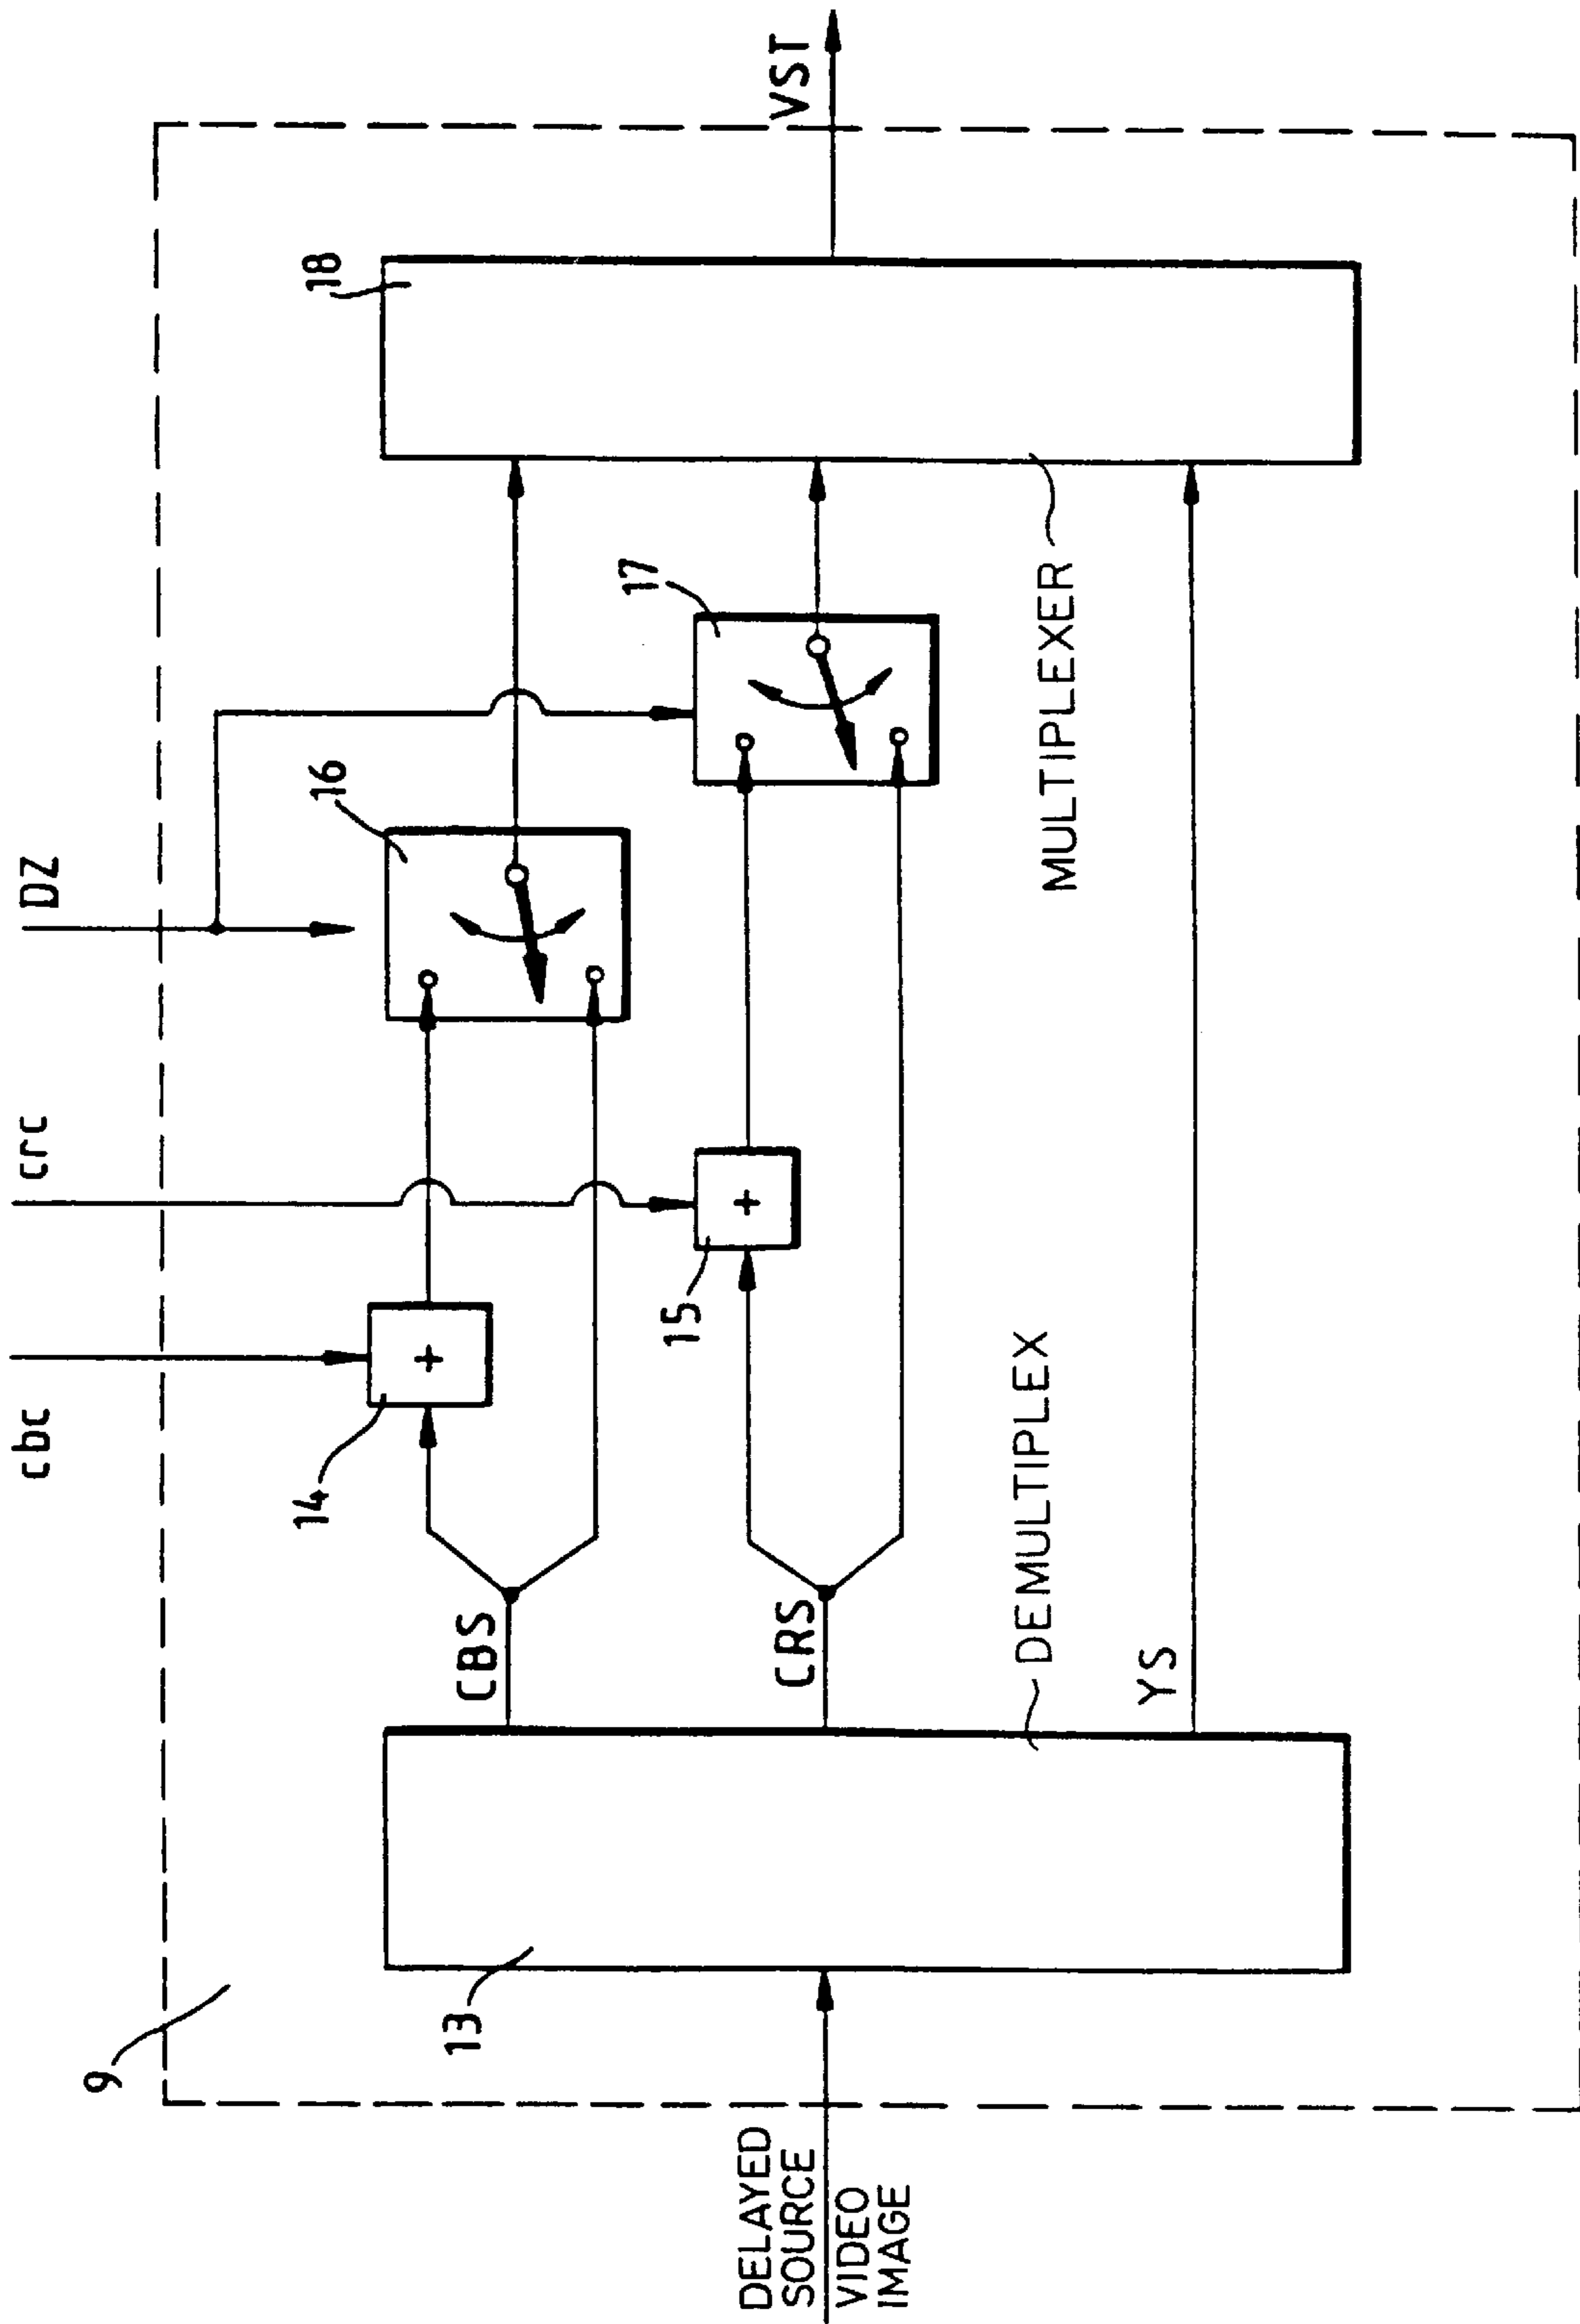 cbc
crc
DZ
9
14
16
18
CBS
VST
13
15
17
DELAYED
SOURCE
VIDEO
IMAGE
CRS
DEMULTIPLEX
MULTIPLEXER
YS
+
+